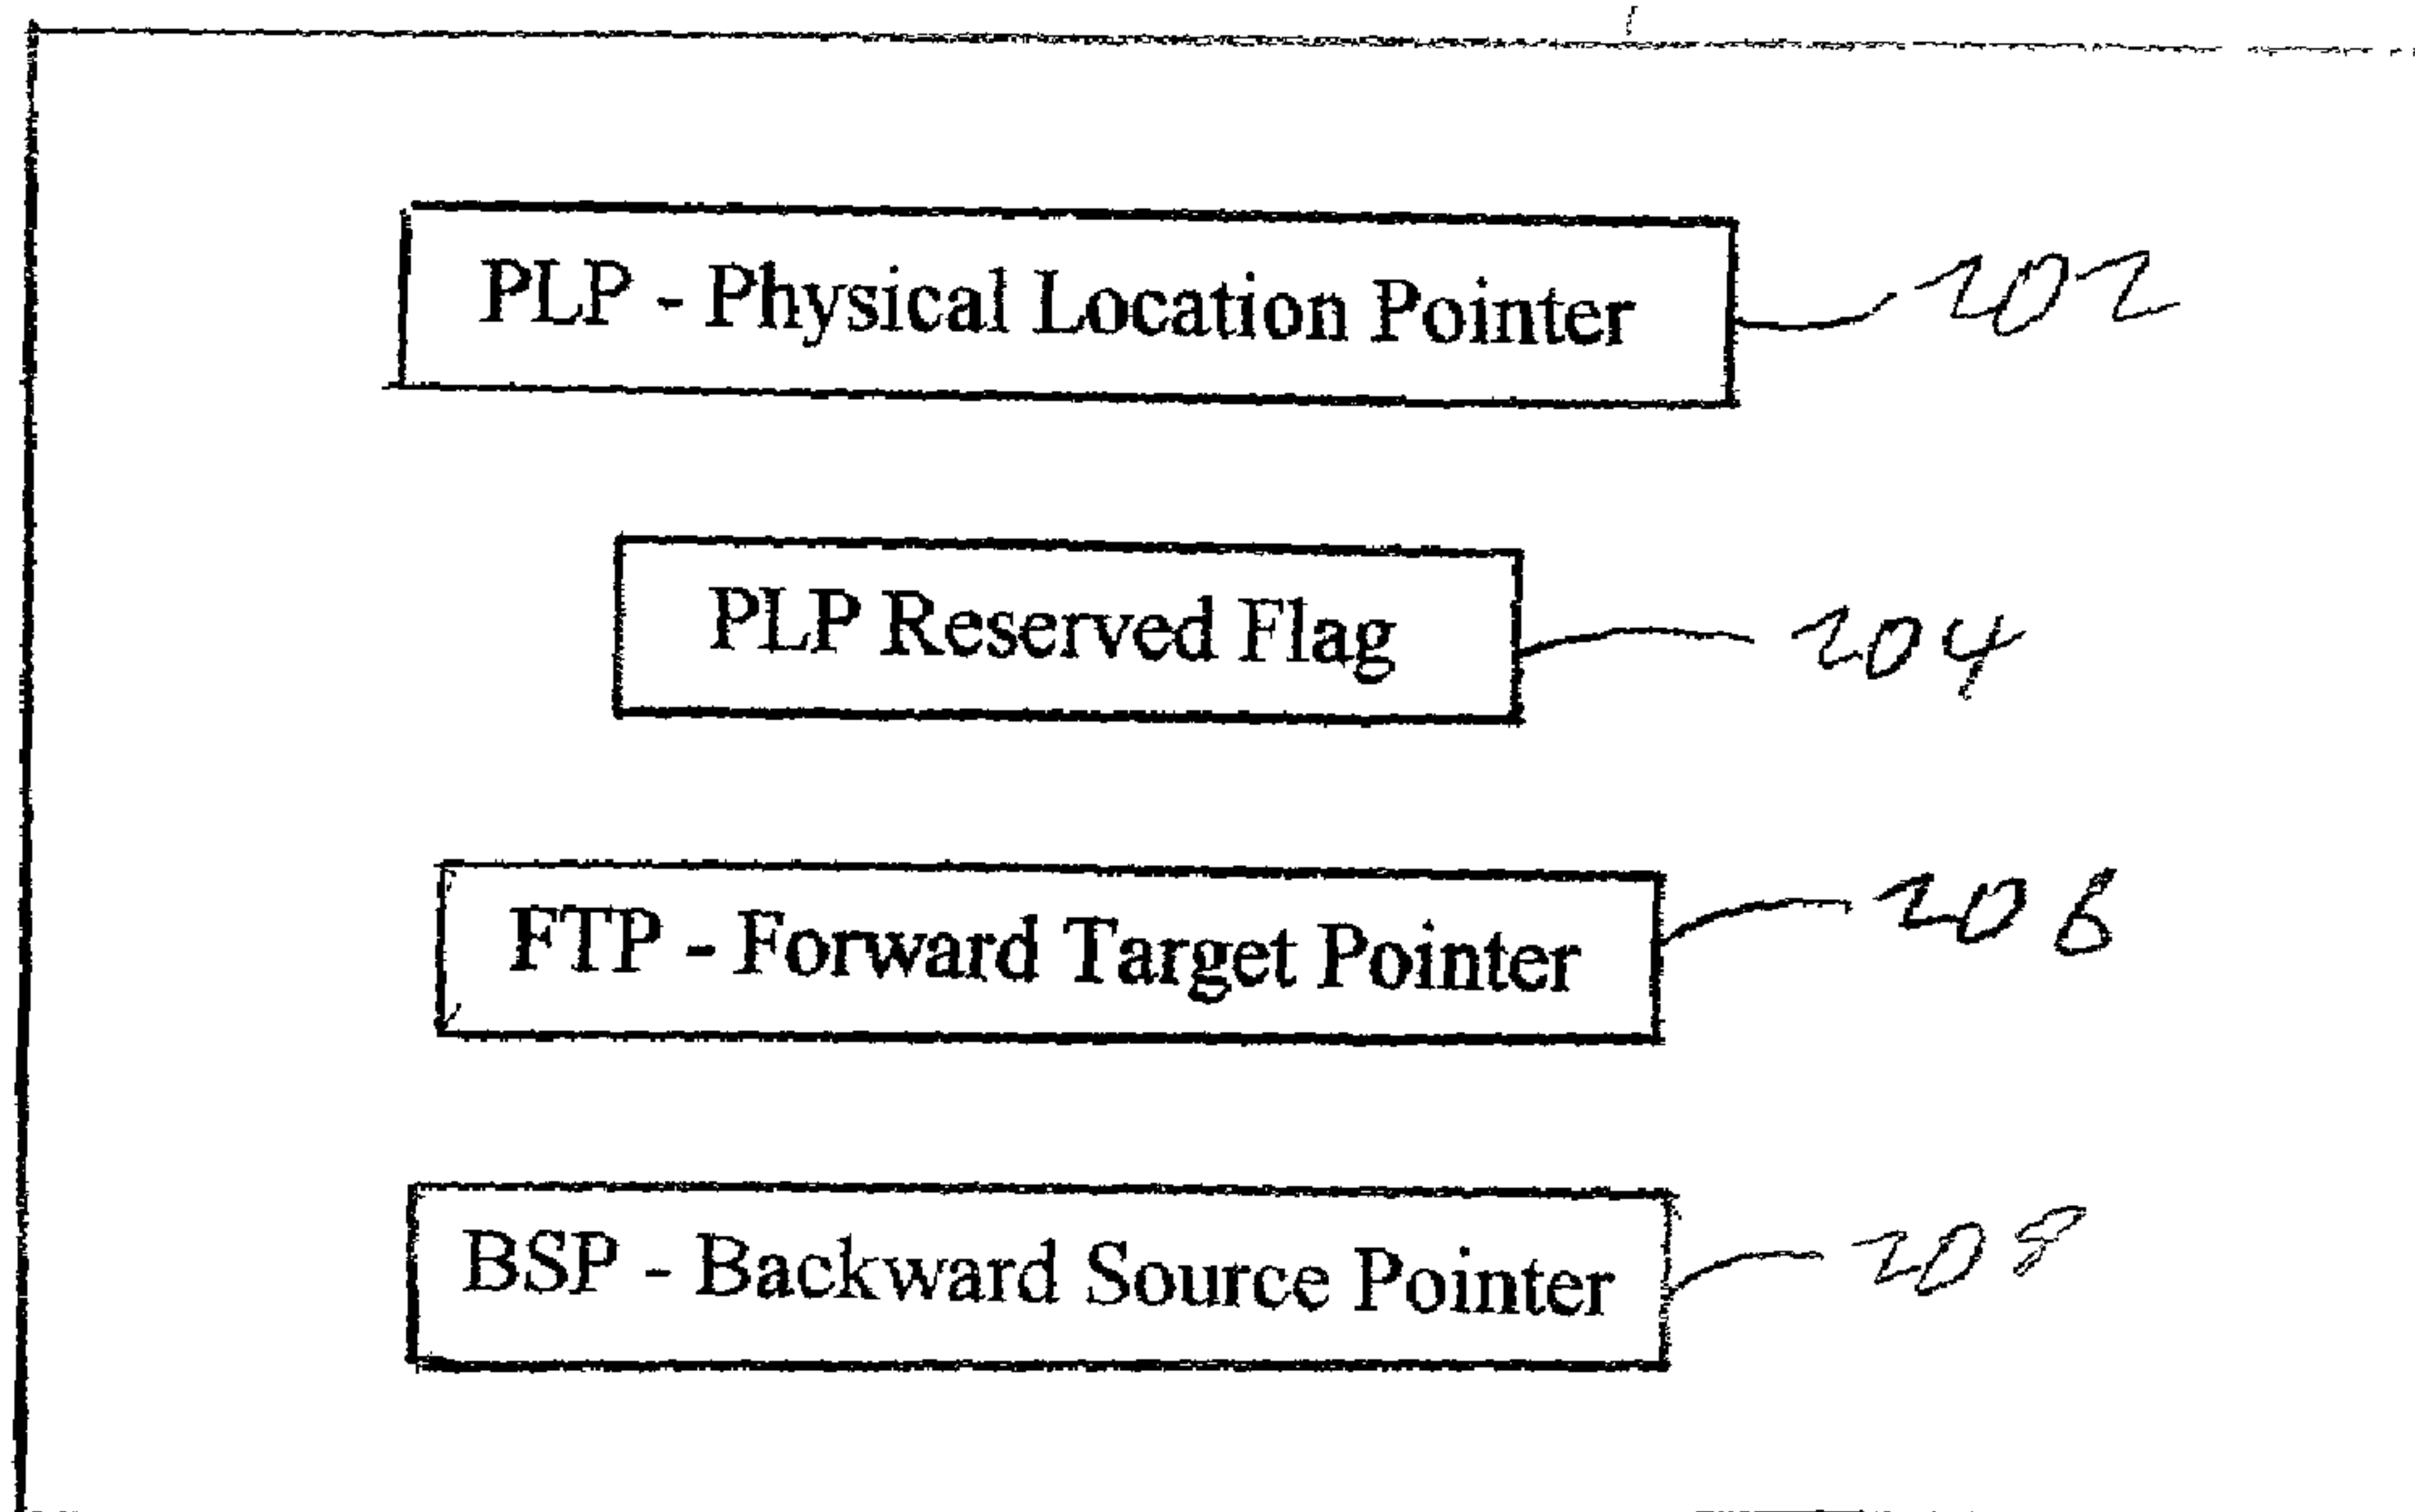 PLP - Physical Location Pointer 202
PLP Reserved Flag 204
FTP - Forward Target Pointer 206
BSP - Backward Source Pointer 208